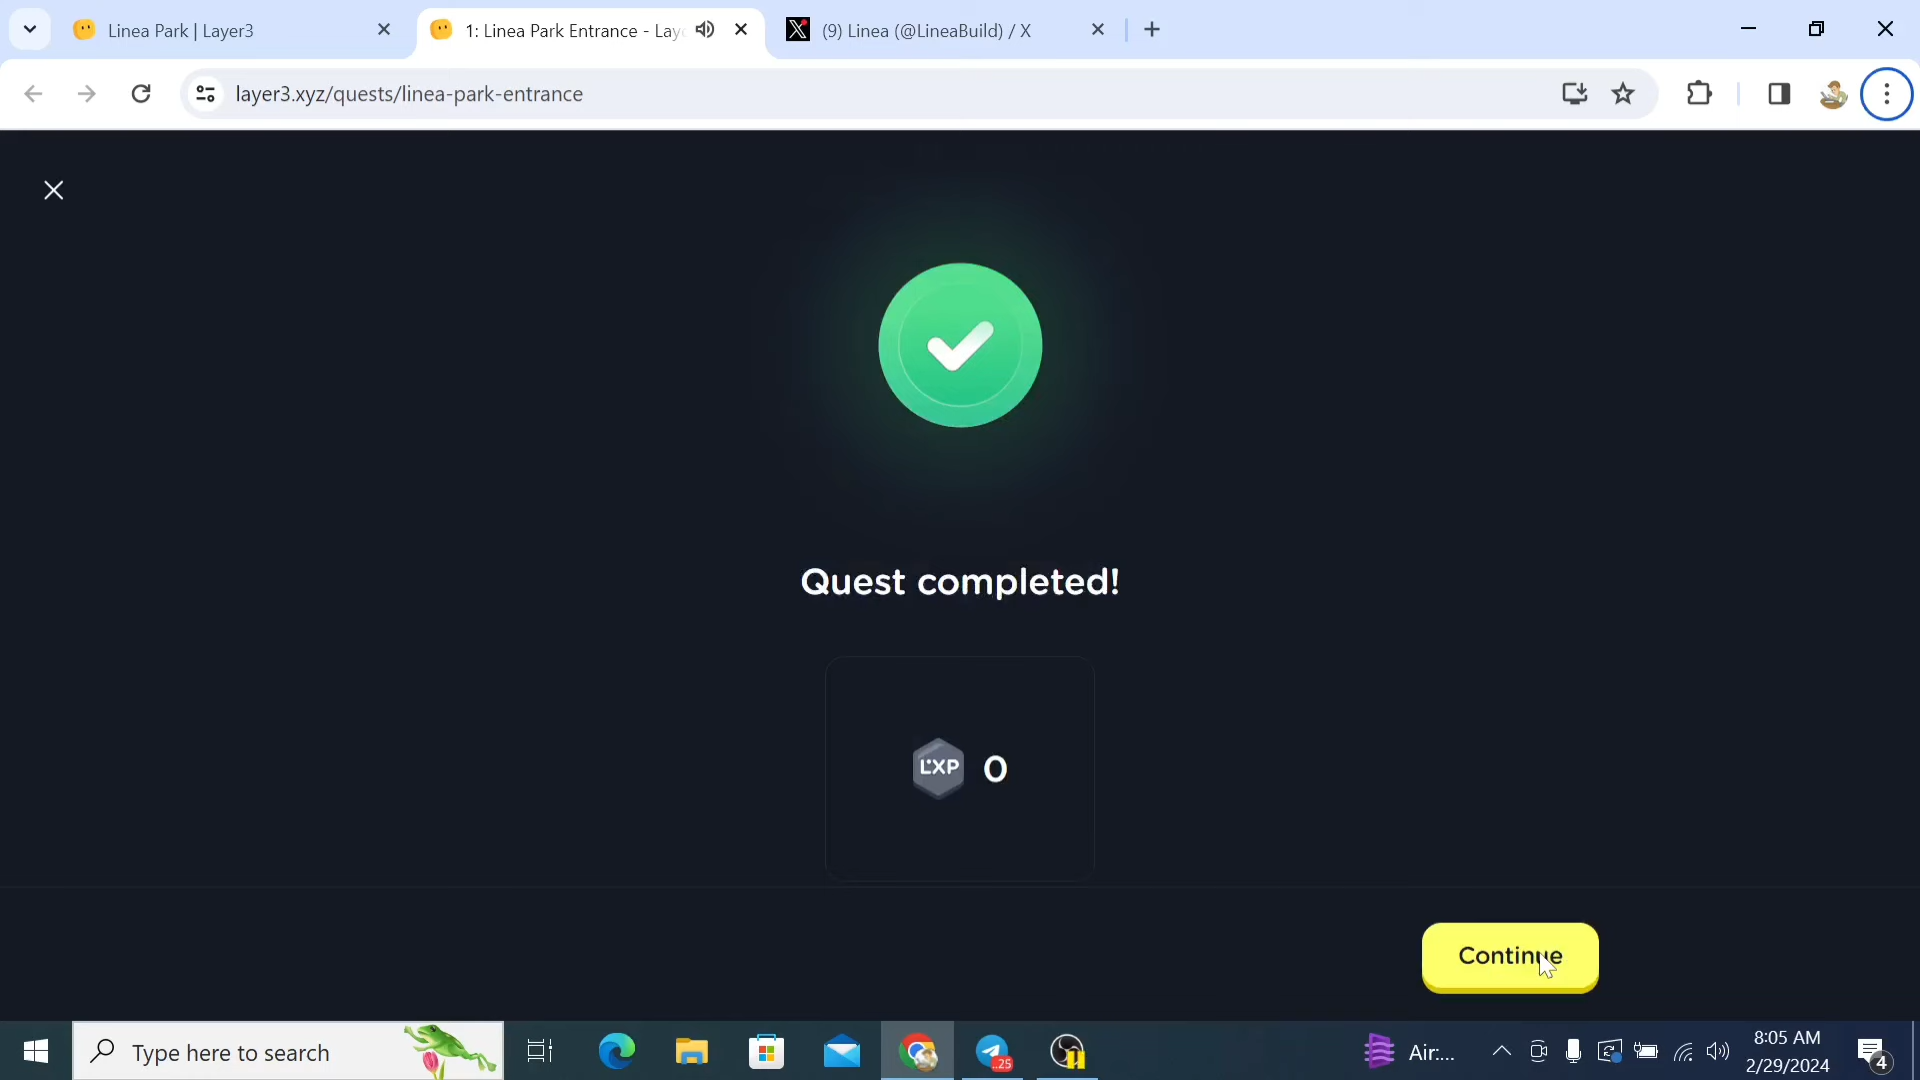 Linea Park | Layer3
1: Linea Park Entrance - Lay
(9) Linea (@LineaBuild) / X
layer3.xyz/quests/linea-park-entrance
Quest completed!
LXP 0
Continue
Type here to search
..25
Air:...
8:05 AM
2/29/2024
4